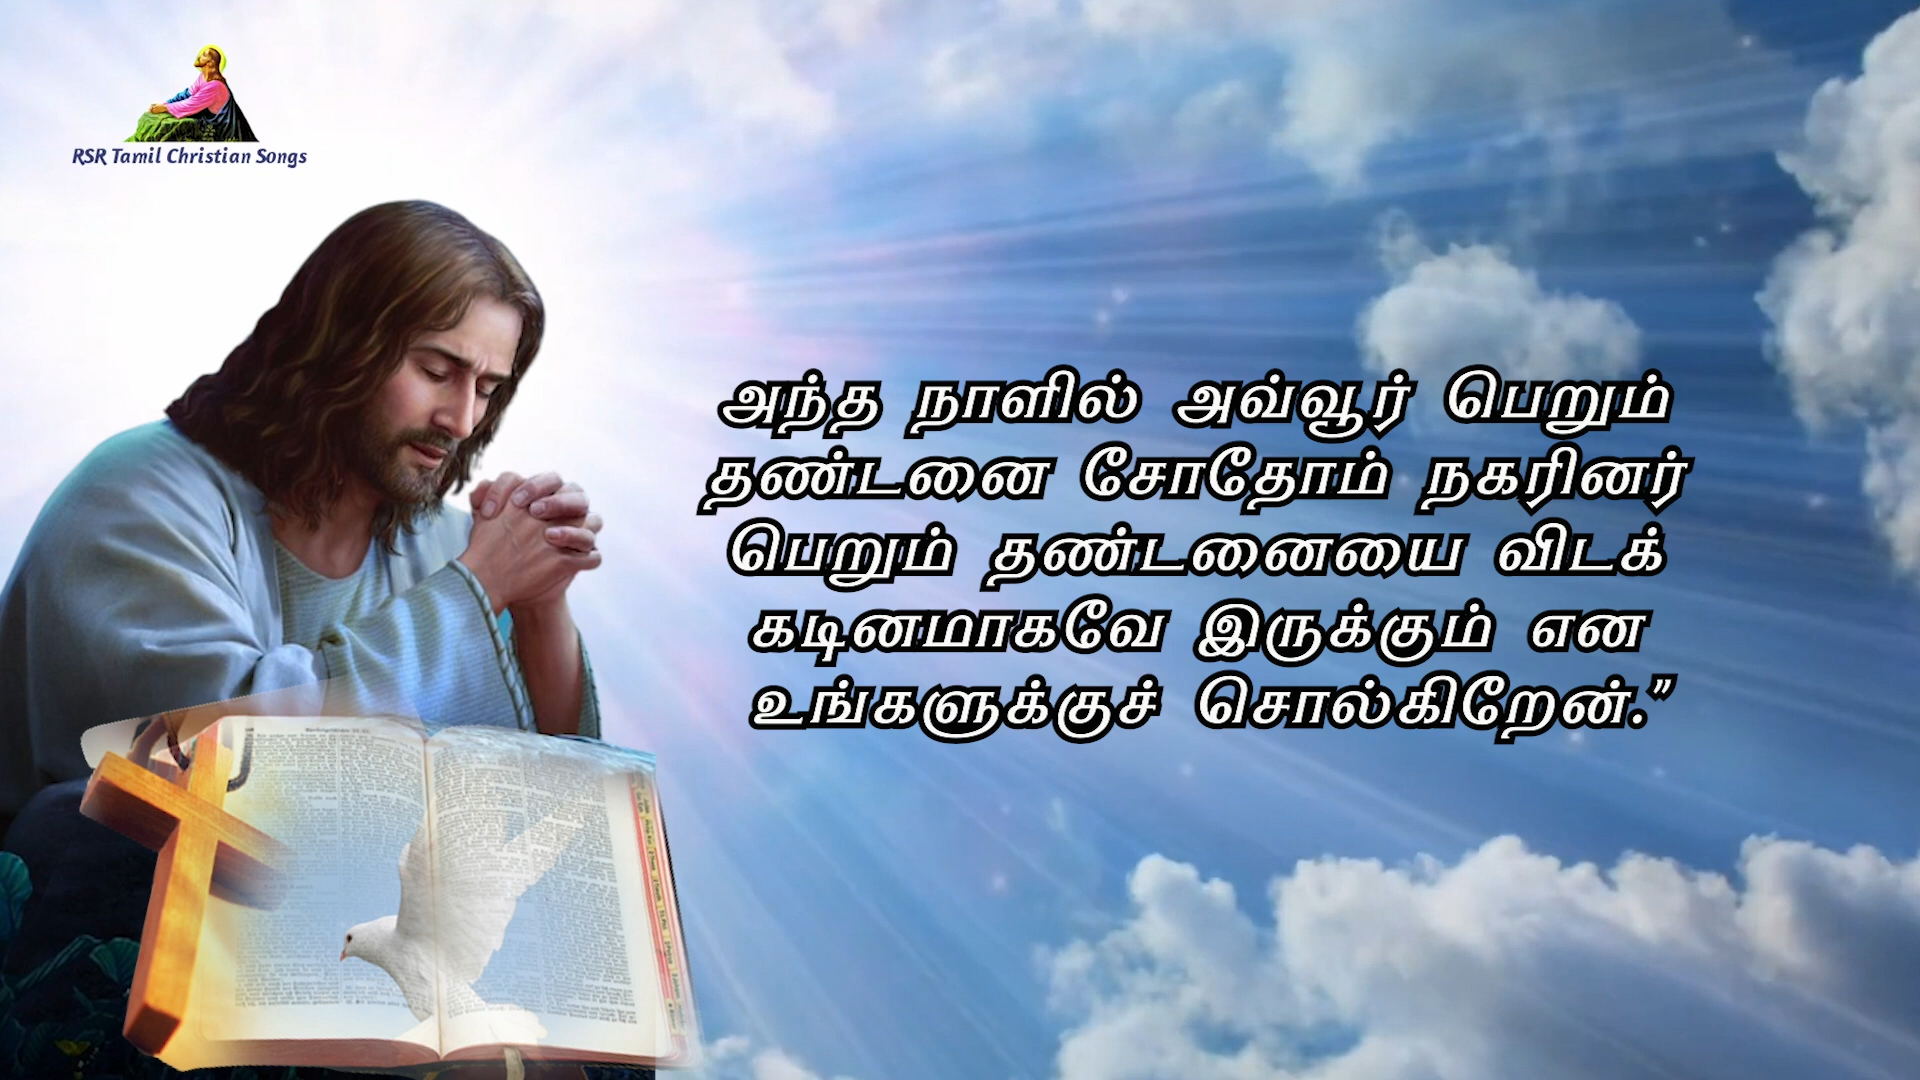 RSR Tamil Christian Songs
அந்த நாளில் அவ்வூர் பெறும்
தண்டனை சோதோம் நகரினர்
பெறும் தண்டனையை விடக்
கடினமாகவே இருக்கும் என
உங்களுக்குச் சொல்கிறேன்."